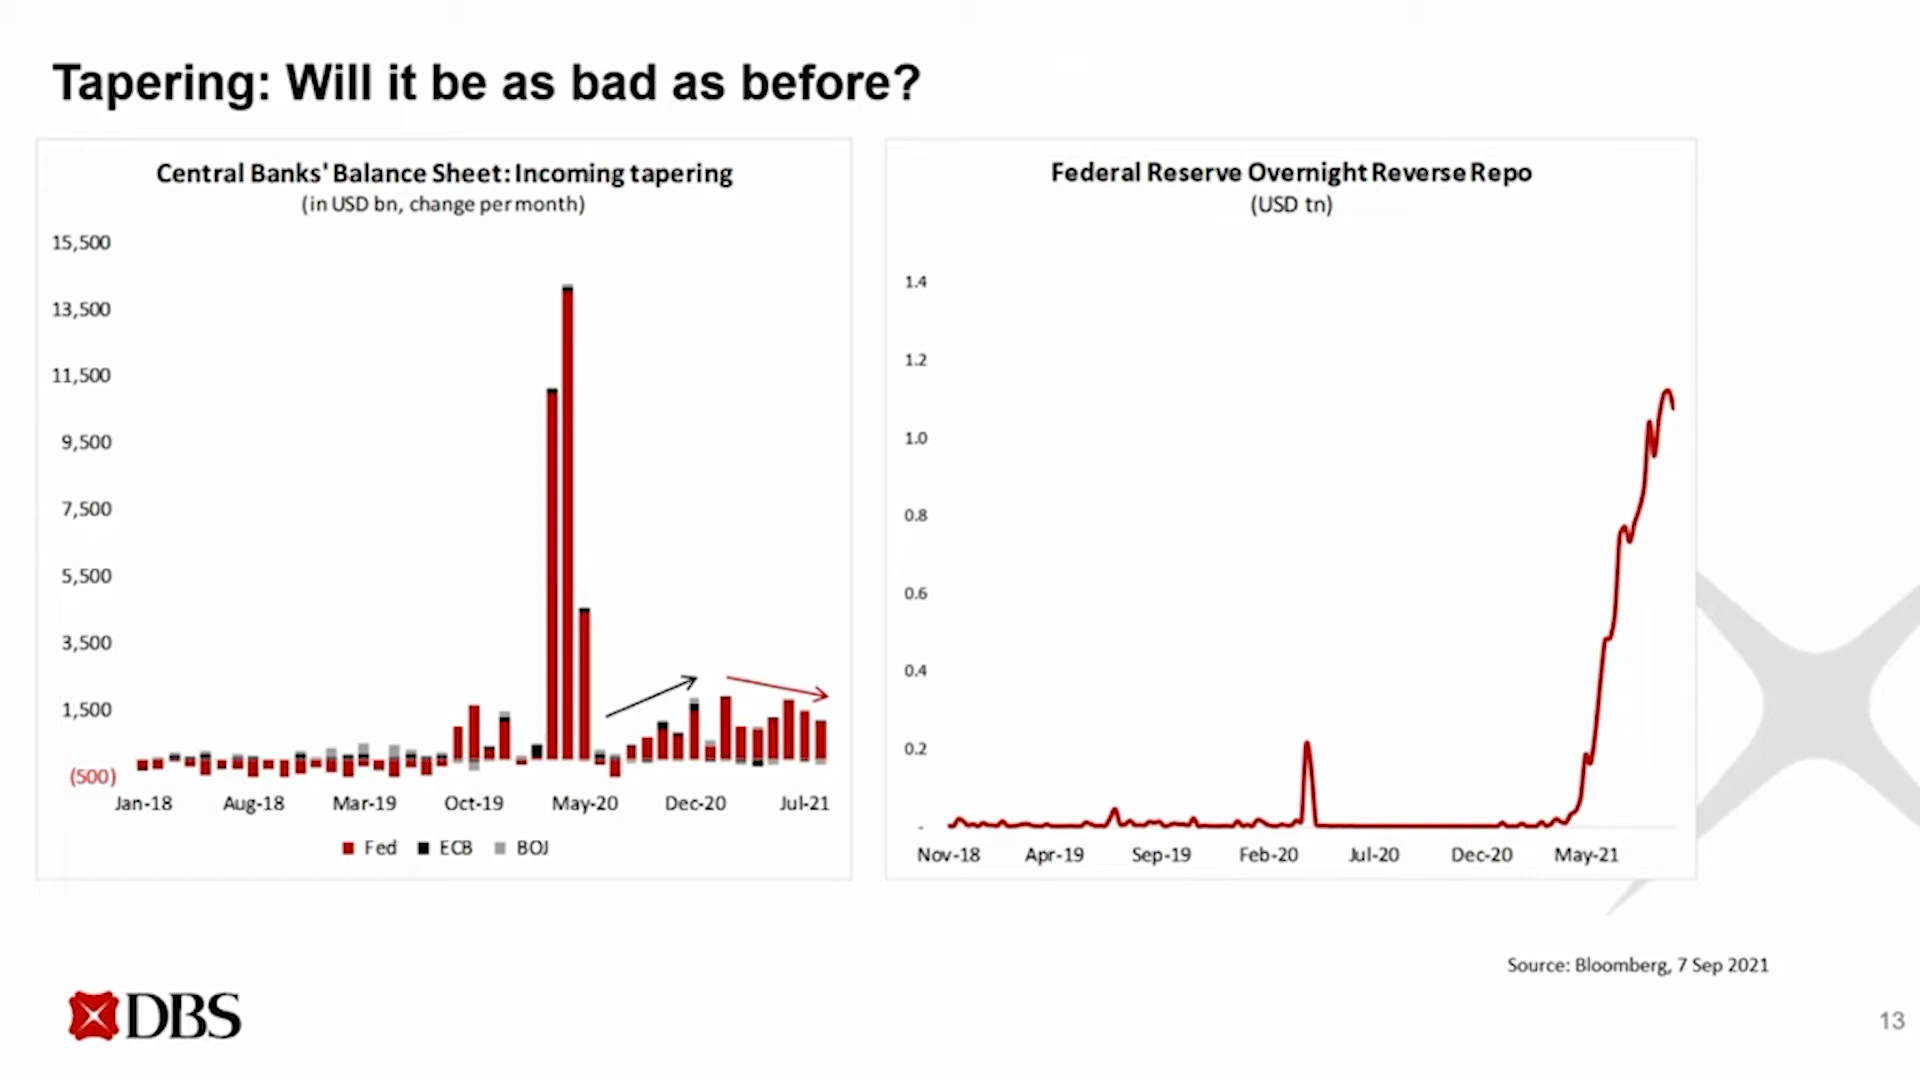 Tapering: Will it be as bad as before?
Central Banks' Balance Sheet: Incoming tapering
(in USD bn, change per month)
15,500
13,500
11,500
9,500
7,500
5,500
3,500
1,500
(500)
Jan-18 Aug-18 Mar-19 Oct-19 May-20 Dec-20 Jul-21
Fed ECB BOJ
Federal Reserve Overnight Reverse Repo
(USD tn)
1.4
1.2
1.0
0.8
0.6
0.4
0.2
-
Nov-18 Apr-19 Sep-19 Feb-20 Jul-20 Dec-20 May-21
Source: Bloomberg, 7 Sep 2021
DBS
13